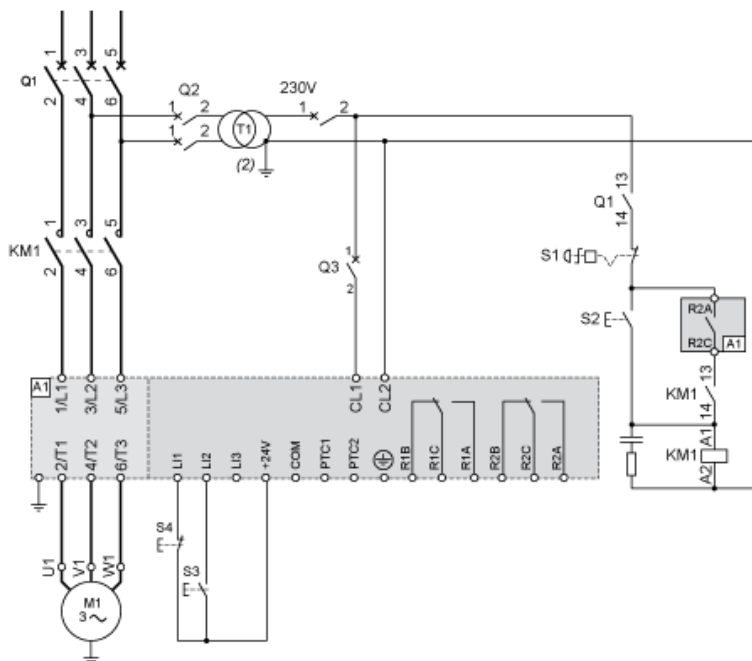 1 3 5
Q1
2 4 6
Q2
1 2
1 2
T1
(2)
230V
1 2
13
Q1
14
S1
1 3 5
KM1
2 4 6
1
Q3
2
S2
R2A
R2C
A1
13
KM1
14
A1
KM1
A2
A1
1/L1 3/L2 5/L3
CL1 CL2
2/T1 4/T2 6/T3
LI1 LI2 LI3 +24V COM PTC1 PTC2 R1B R1C R1A R2B R2C R2A
S4
S3
U1 V1 W1
M1
3